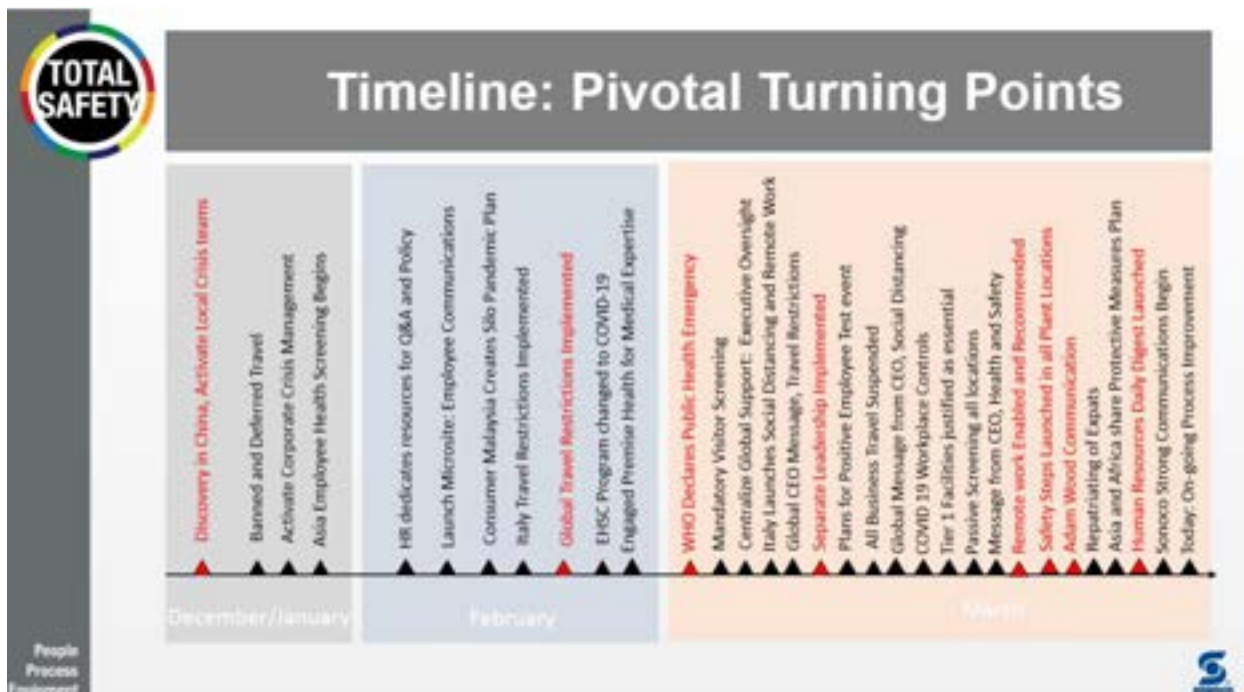 TOTAL
SAFETY
Timeline: Pivotal Turning Points
Discovery in China, Activate Local Crisis teams
Banned and Deferred Travel
Activate Corporate Crisis Management
Asia Employee Health Screening Begins
HR dedicates resources for Q&A and Policy
Launch Microsite: Employee Communications
Consumer Malaysia Creates Silo Pandemic Plan
Italy Travel Restrictions Implemented
Global Travel Restrictions Implemented
EHSC Program changed to COVID-19
Engaged Premise Health for Medical Expertise
WHO Declares Public Health Emergency
Mandatory Visitor Screening
Centralize Global Support: Executive Oversight
Italy Launches Social Distancing and Remote Work
Global CEO Message, Travel Restrictions
Separate Leadership Implemented
Plans for Positive Employee Test event
All Business Travel Suspended
Global Message from CEO, Social Distancing
COVID 19 Workplace Controls
Tier 1 Facilities justified as essential
Passive Screening all locations
Message from CEO, Health and Safety
Remote work Enabled and Recommended
Safety Steps Launched in all Plant Locations
Adam Wood Communication
Repatriating of Expats
Asia and Africa share Protective Measures Plan
Human Resources Daily Digest Launched
Sonoco Strong Communications Begin
Today: On-going Process Improvement
December/January
February
March
People
Process
Equipment